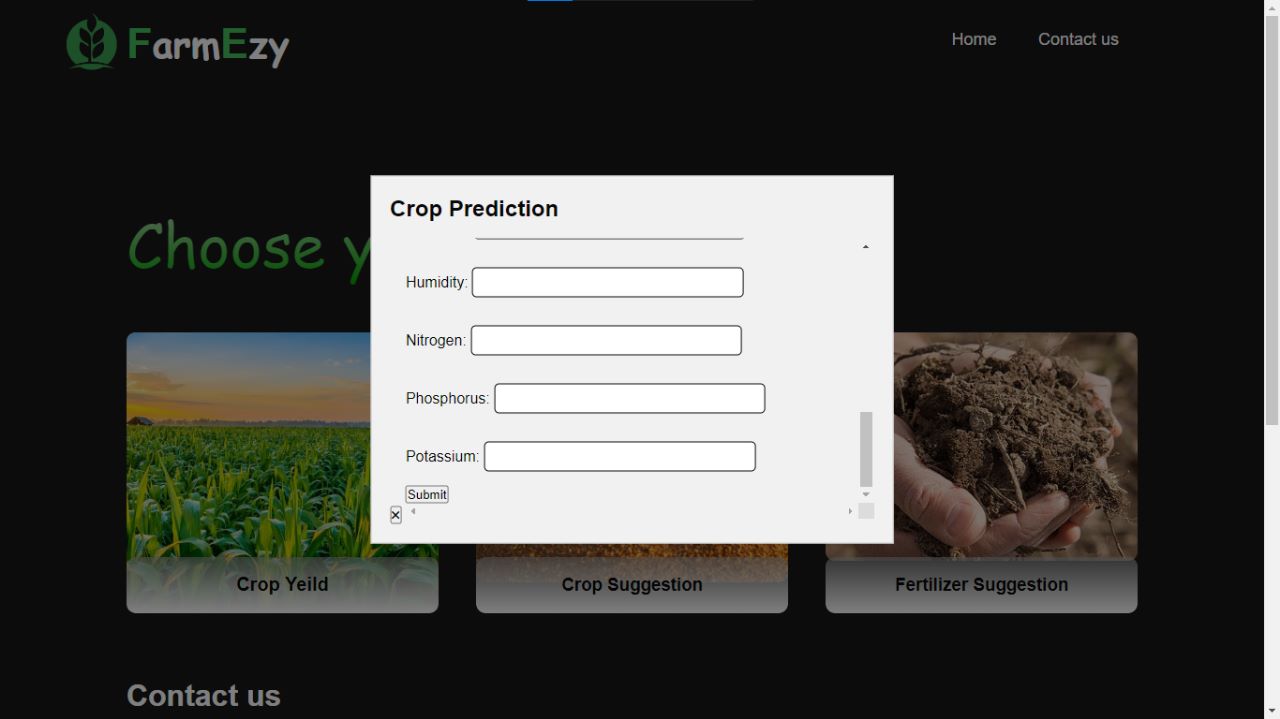 FarmEzy
Home
Contact us
Crop Prediction
Choose y
Humidity:
Nitrogen:
Phosphorus:
Potassium:
Submit
×
Crop Yeild
Crop Suggestion
Fertilizer Suggestion
Contact us